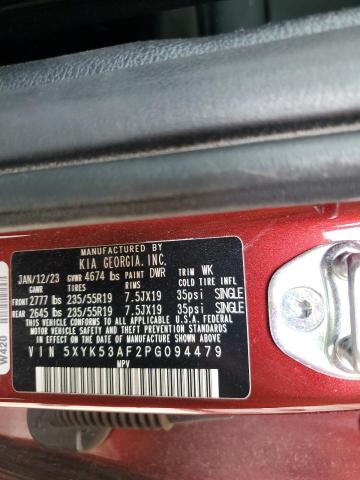 MANUFACTURED BY
KIA GEORGIA, INC.
JAN/12/23 GVWR 4674 lbs PAINT DWR TRIM WK
GAWR TIRES RIMS COLD TIRE INFL
FRONT 2777 lbs 235/55R19 7.5JX19 35psi SINGLE
REAR 2645 lbs 235/55R19 7.5JX19 35psi SINGLE
THIS VEHICLE CONFORMS TO ALL APPLICABLE FEDERAL
MOTOR VEHICLE SAFETY, BUMPER, AND THEFT PREVENTION
STANDARDS IN EFFECT ON THE DATE OF MANUFACTURE SHOWN ABOVE.
VIN 5XYK53AF2PG094479
MPV
W420